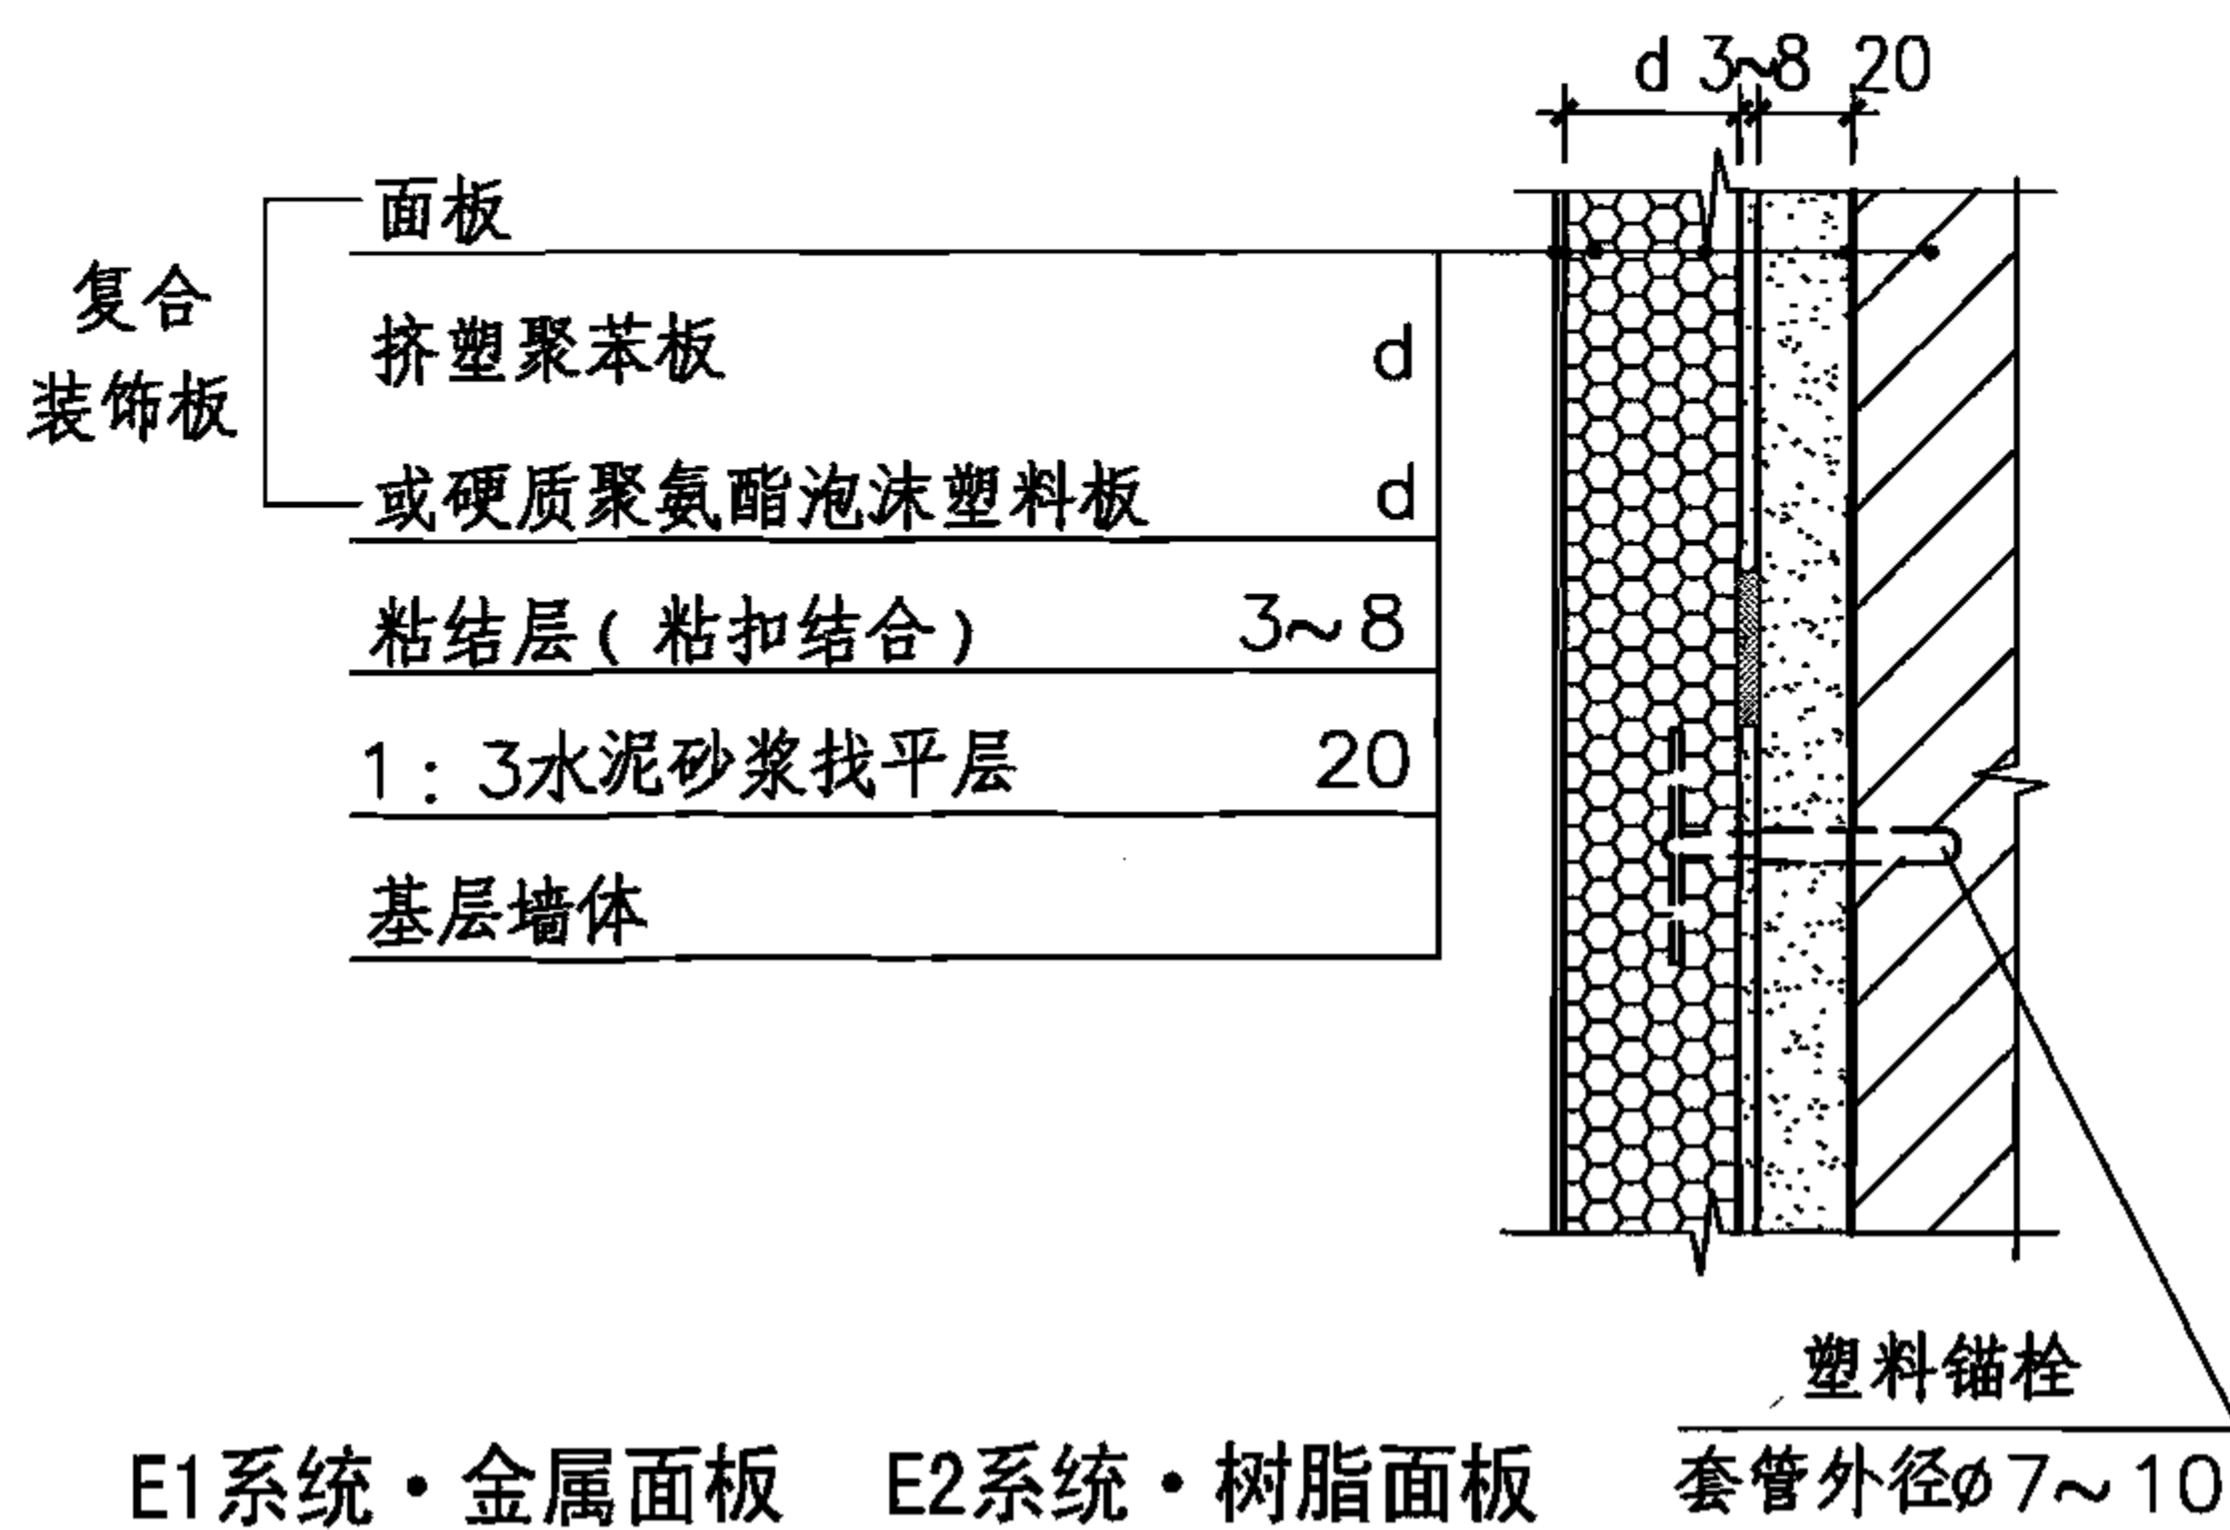 d 3~8 20
面板
复合
装饰板
挤塑聚苯板 d
或硬质聚氨酯泡沫塑料板 d
粘结层(粘扣结合) 3~8
1:3水泥砂浆找平层 20
基层墙体
塑料锚栓
套管外径ø7~10
E1系统·金属面板 E2系统·树脂面板